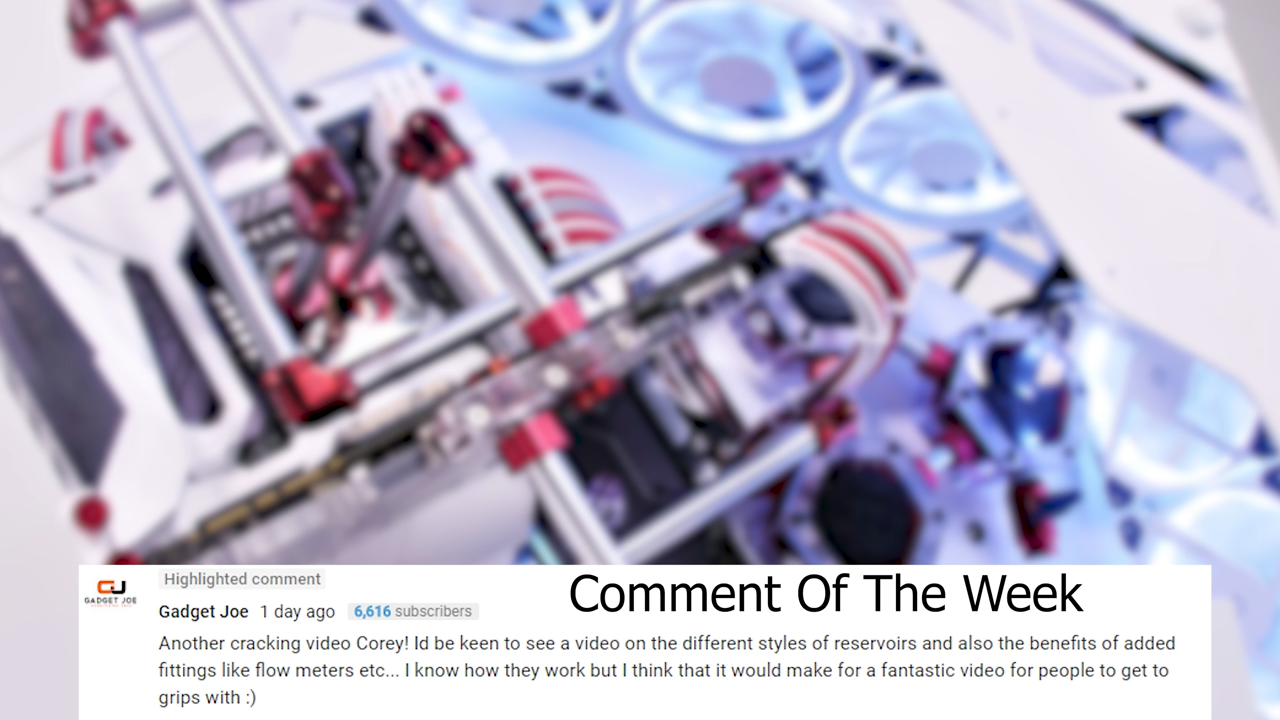 Highlighted comment
Comment Of The Week
GADGET JOE
Gadget Joe 1 day ago 6,616 subscribers
Another cracking video Corey! Id be keen to see a video on the different styles of reservoirs and also the benefits of added
fittings like flow meters etc... I know how they work but I think that it would make for a fantastic video for people to get to
grips with :)